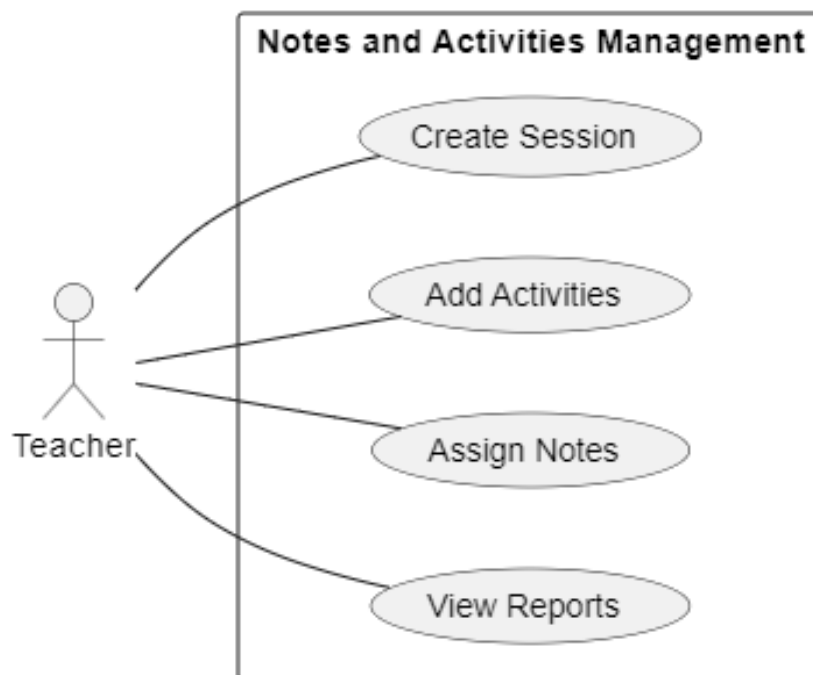 Notes and Activities Management
Create Session
Add Activities
Teacher
Assign Notes
View Reports